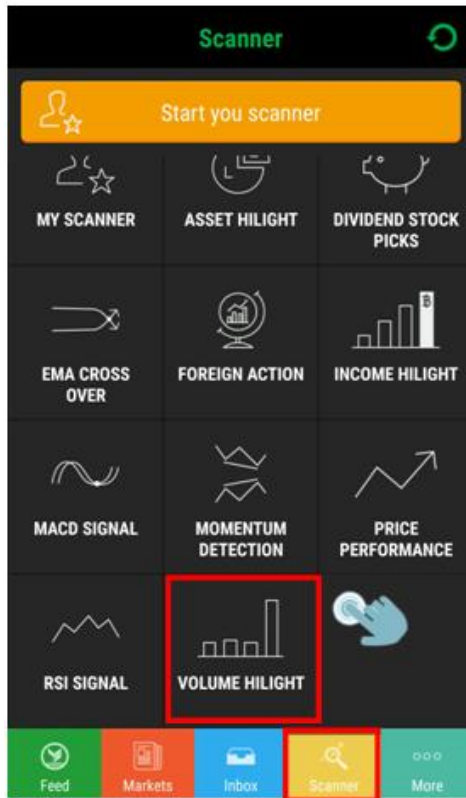 Scanner
Start you scanner
MY SCANNER
ASSET HILIGHT
DIVIDEND STOCK
PICKS
EMA CROSS
OVER
FOREIGN ACTION
INCOME HILIGHT
MACD SIGNAL
MOMENTUM
DETECTION
PRICE
PERFORMANCE
RSI SIGNAL
VOLUME HILIGHT
Feed
Markets
Inbox
Scanner
More